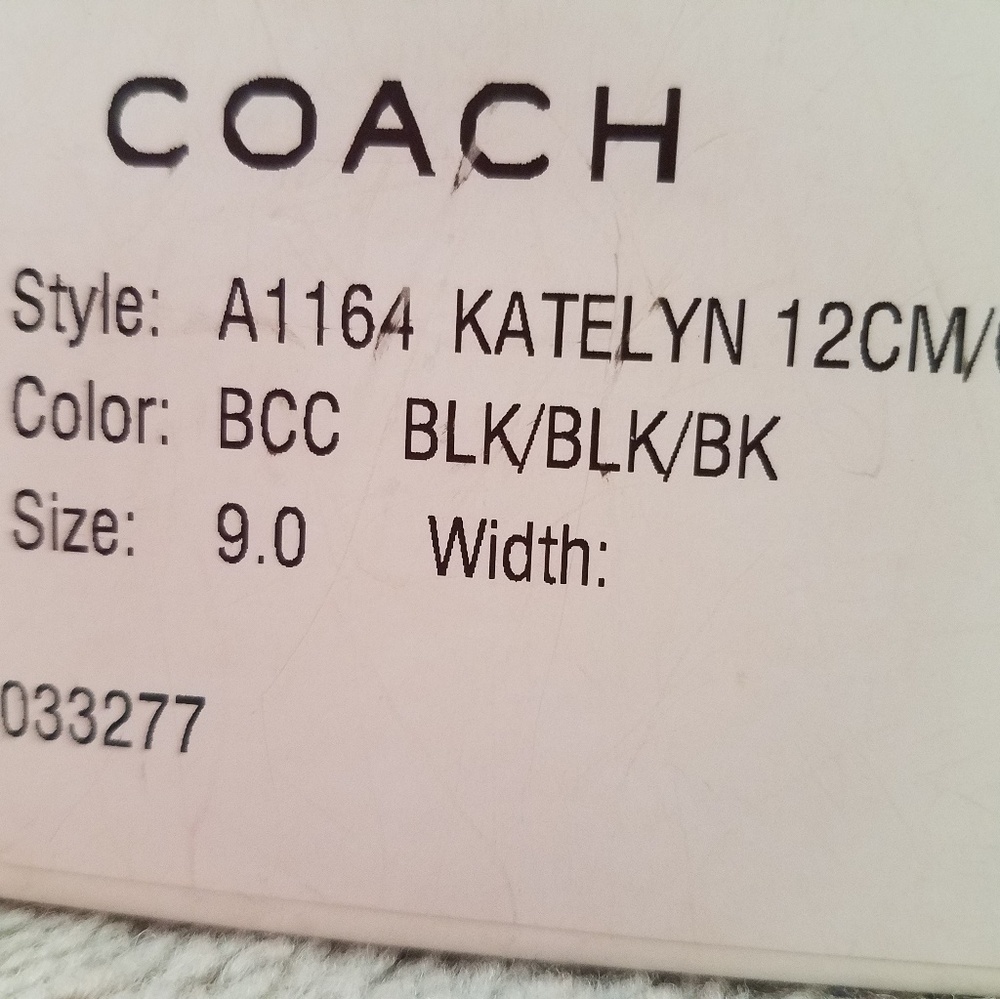 COACH
Style: A1164 KATELYN 12CM/
Color: BCC BLK/BLK/BK
Size: 9.0 Width:
033277